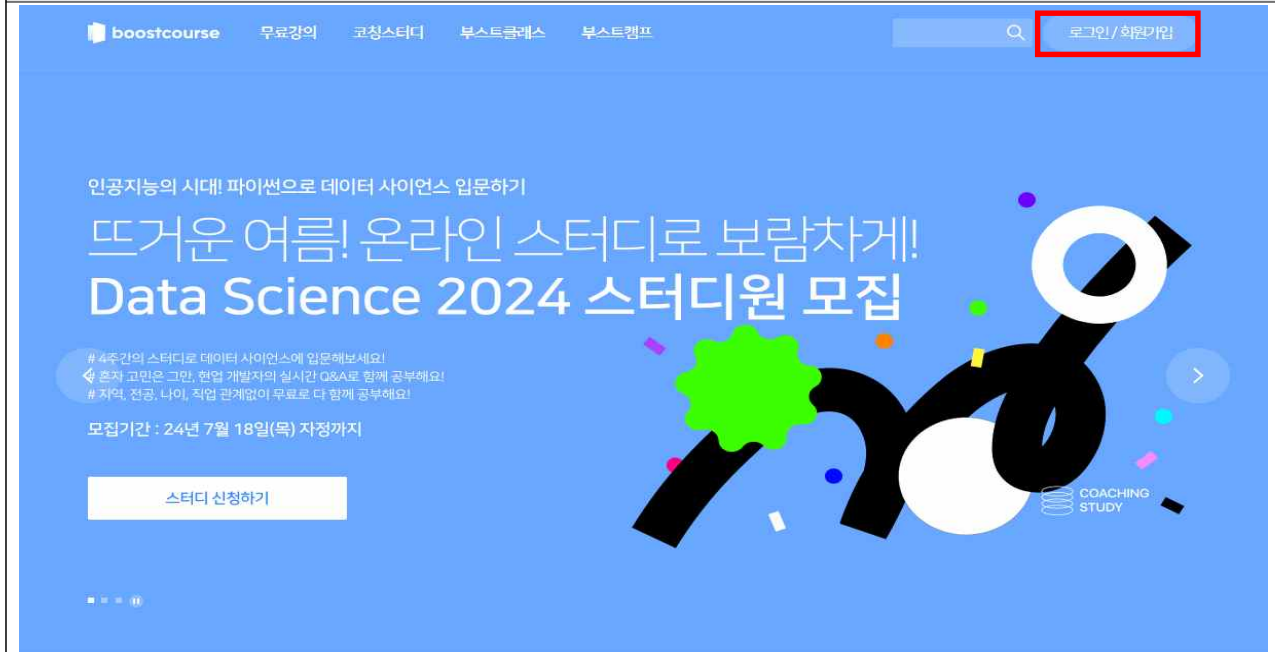 boostcourse 무료강의 코칭스터디 부스트클래스 부스트캠프 로그인 / 회원가입
인공지능의 시대! 파이썬으로 데이터 사이언스 입문하기
뜨거운 여름! 온라인 스터디로 보람차게!
Data Science 2024 스터디원 모집
# 4주간의 스터디로 데이터 사이언스에 입문해보세요!
# 혼자 고민은 그만, 현업 개발자의 실시간 Q&A로 함께 공부해요!
# 지역, 전공, 나이, 직업 관계없이 무료로 다 함께 공부해요!
모집기간 : 24년 7월 18일(목) 자정까지
스터디 신청하기
COACHING
STUDY